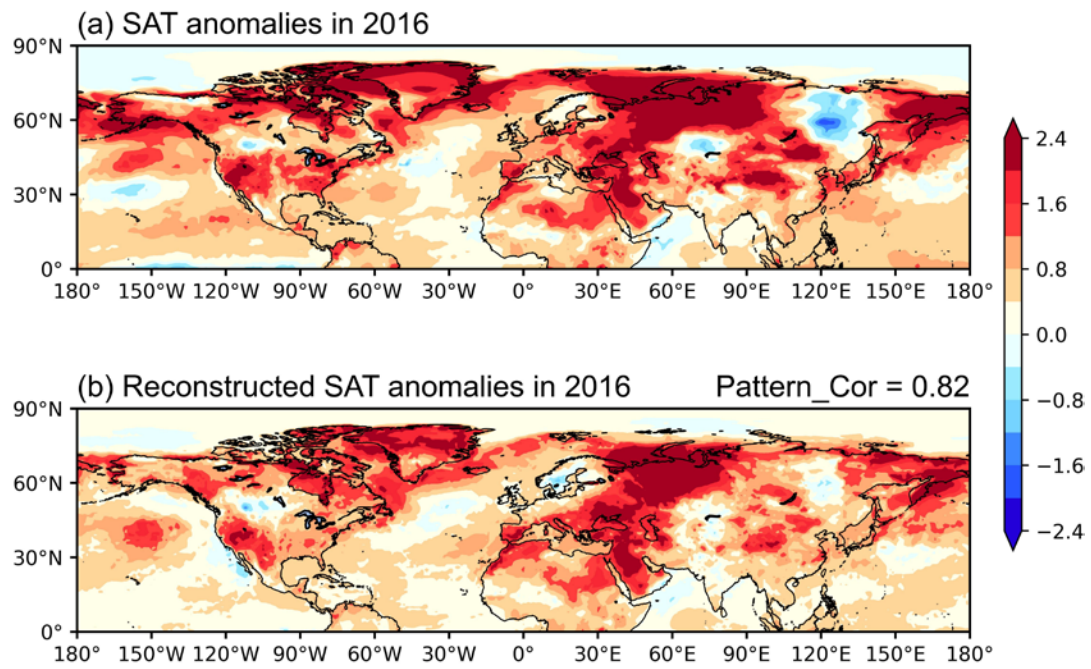 (a) SAT anomalies in 2016
90°N
60°N
30°N
0°
180° 150°W 120°W 90°W 60°W 30°W 0° 30°E 60°E 90°E 120°E 150°E 180°
(b) Reconstructed SAT anomalies in 2016 Pattern_Cor = 0.82
90°N
60°N
30°N
0°
180° 150°W 120°W 90°W 60°W 30°W 0° 30°E 60°E 90°E 120°E 150°E 180°
2.4
1.6
0.8
0.0
−0.8
−1.6
−2.4